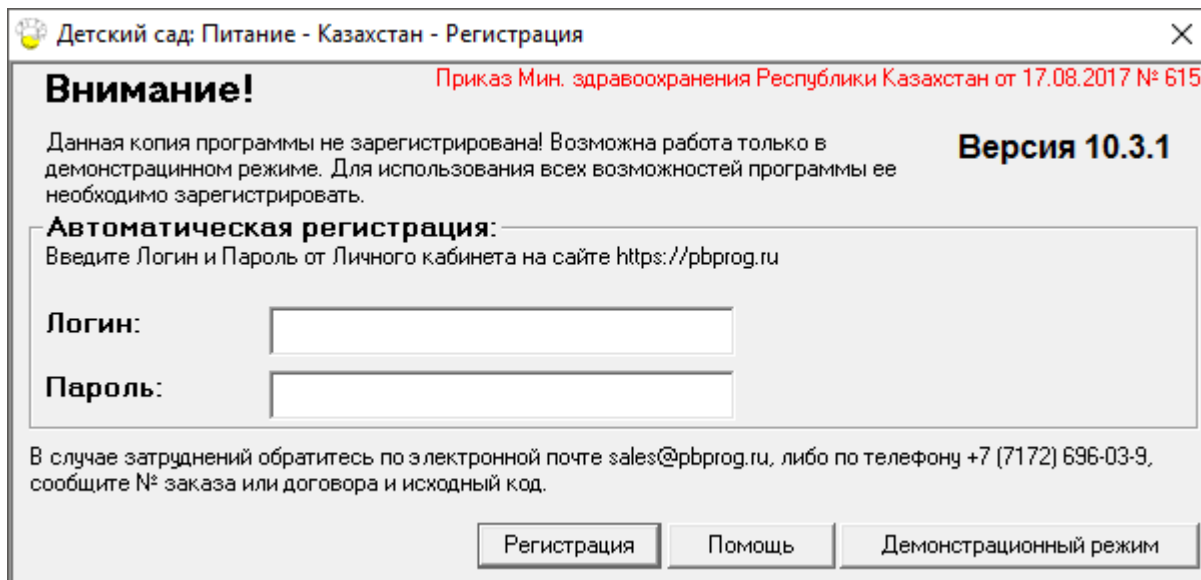 Детский сад: Питание - Казахстан - Регистрация
Внимание!
Приказ Мин. здравоохранения Республики Казахстан от 17.08.2017 № 615
Данная копия программы не зарегистрирована! Возможна работа только в
демонстрацинном режиме. Для использования всех возможностей программы ее
необходимо зарегистрировать.
Версия 10.3.1
Автоматическая регистрация:
Введите Логин и Пароль от Личного кабинета на сайте https://pbprog.ru
Логин:
Пароль:
В случае затруднений обратитесь по электронной почте sales@pbprog.ru, либо по телефону +7 (7172) 696-03-9,
сообщите № заказа или договора и исходный код.
Регистрация
Помощь
Демонстрационный режим